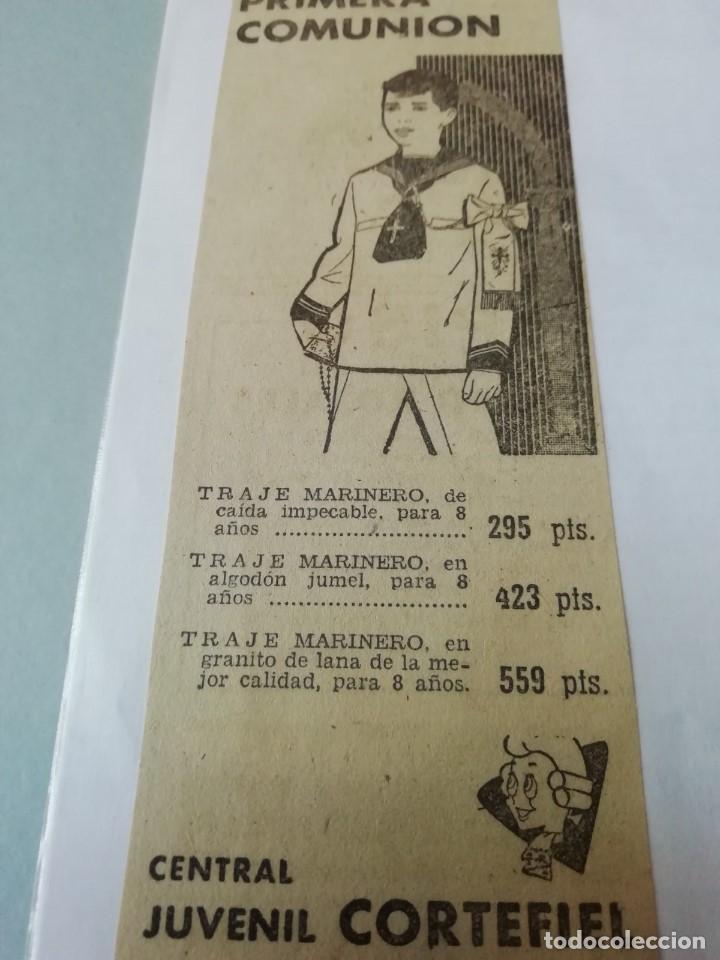 PRIMERA
COMUNION
TRAJE MARINERO, de
caída impecable, para 8
años ........................... 295 pts.
TRAJE MARINERO, en
algodón jumel, para 8
años ........................... 423 pts.
TRAJE MARINERO, en
granito de lana de la me-
jor calidad, para 8 años. 559 pts.
CENTRAL
JUVENIL CORTEFIEL
todocoleccion